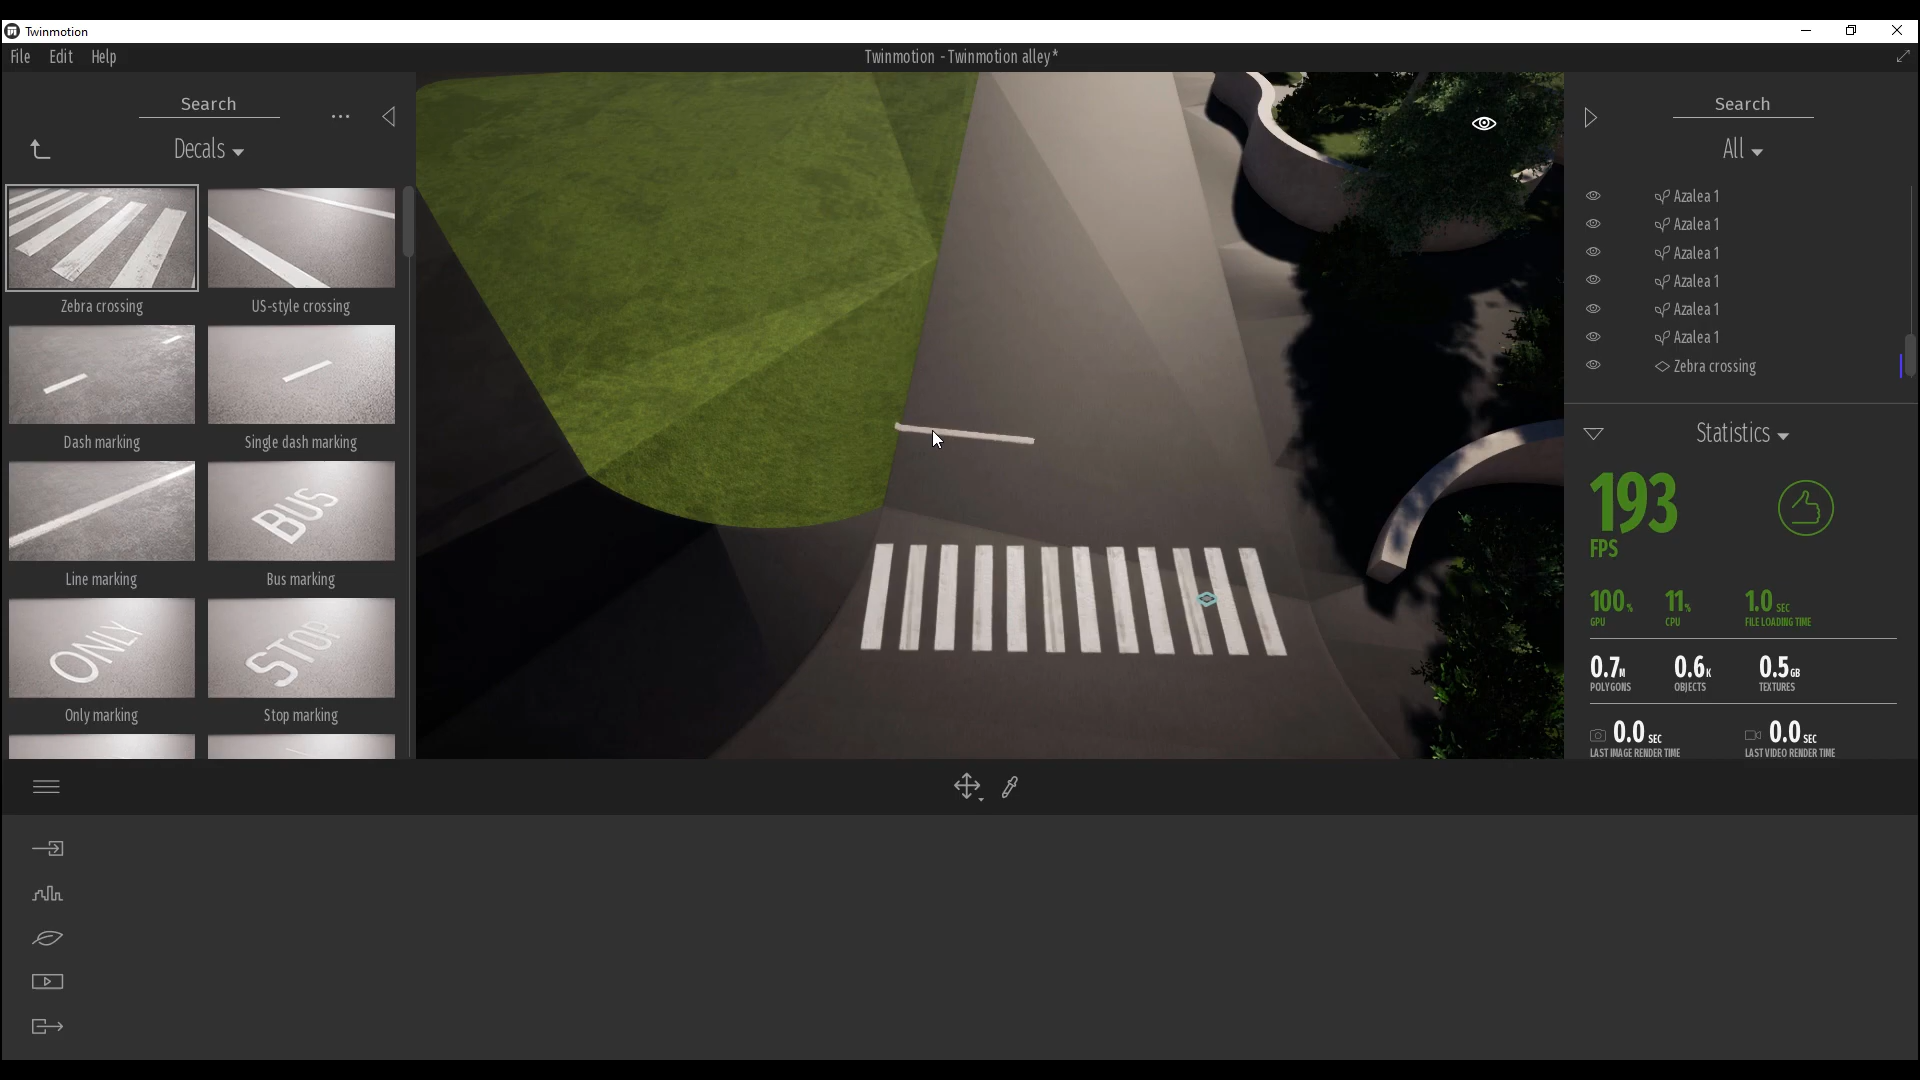 Twinmotion
File Edit Help
Twinmotion - Twinmotion alley*
Search
Decals
Zebra crossing
US-style crossing
Dash marking
Single dash marking
BUS
Line marking
Bus marking
ONLY
STOP
Only marking
Stop marking
Search
All
Azalea 1
Azalea 1
Azalea 1
Azalea 1
Azalea 1
Azalea 1
Zebra crossing
Statistics
193
FPS
100% 11% 1.0 SEC
GPU CPU FILE LOADING TIME
0.7M 0.6K 0.5GB
POLYGONS OBJECTS TEXTURES
0.0 SEC 0.0 SEC
LAST IMAGE RENDER TIME LAST VIDEO RENDER TIME